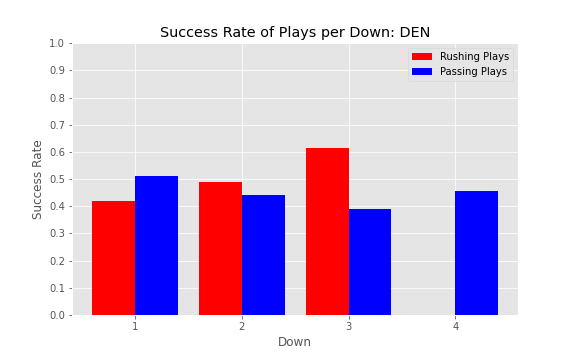 Success Rate of Plays per Down: DEN
1.0
0.9
0.8
0.7
0.6
0.5
0.4
0.3
0.2
0.1
0.0
Success Rate
Rushing Plays
Passing Plays
1 2 3 4
Down